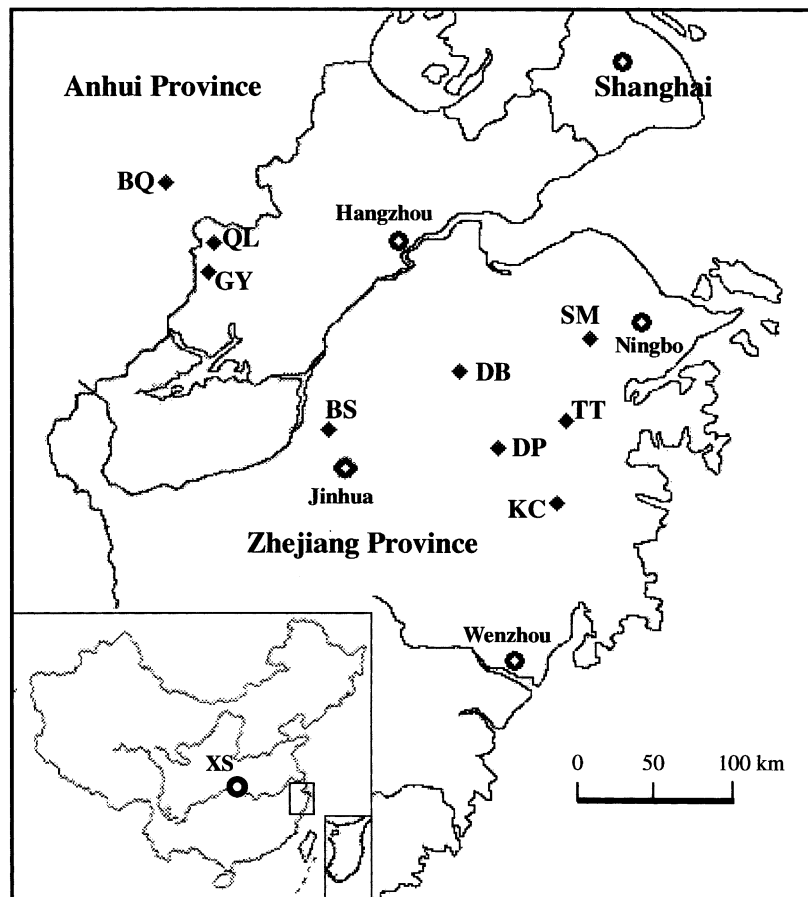 Anhui Province
Shanghai
BQ
Hangzhou
QL
GY
SM
Ningbo
DB
TT
BS
DP
Jinhua
KC
Zhejiang Province
Wenzhou
XS
0 50 100 km